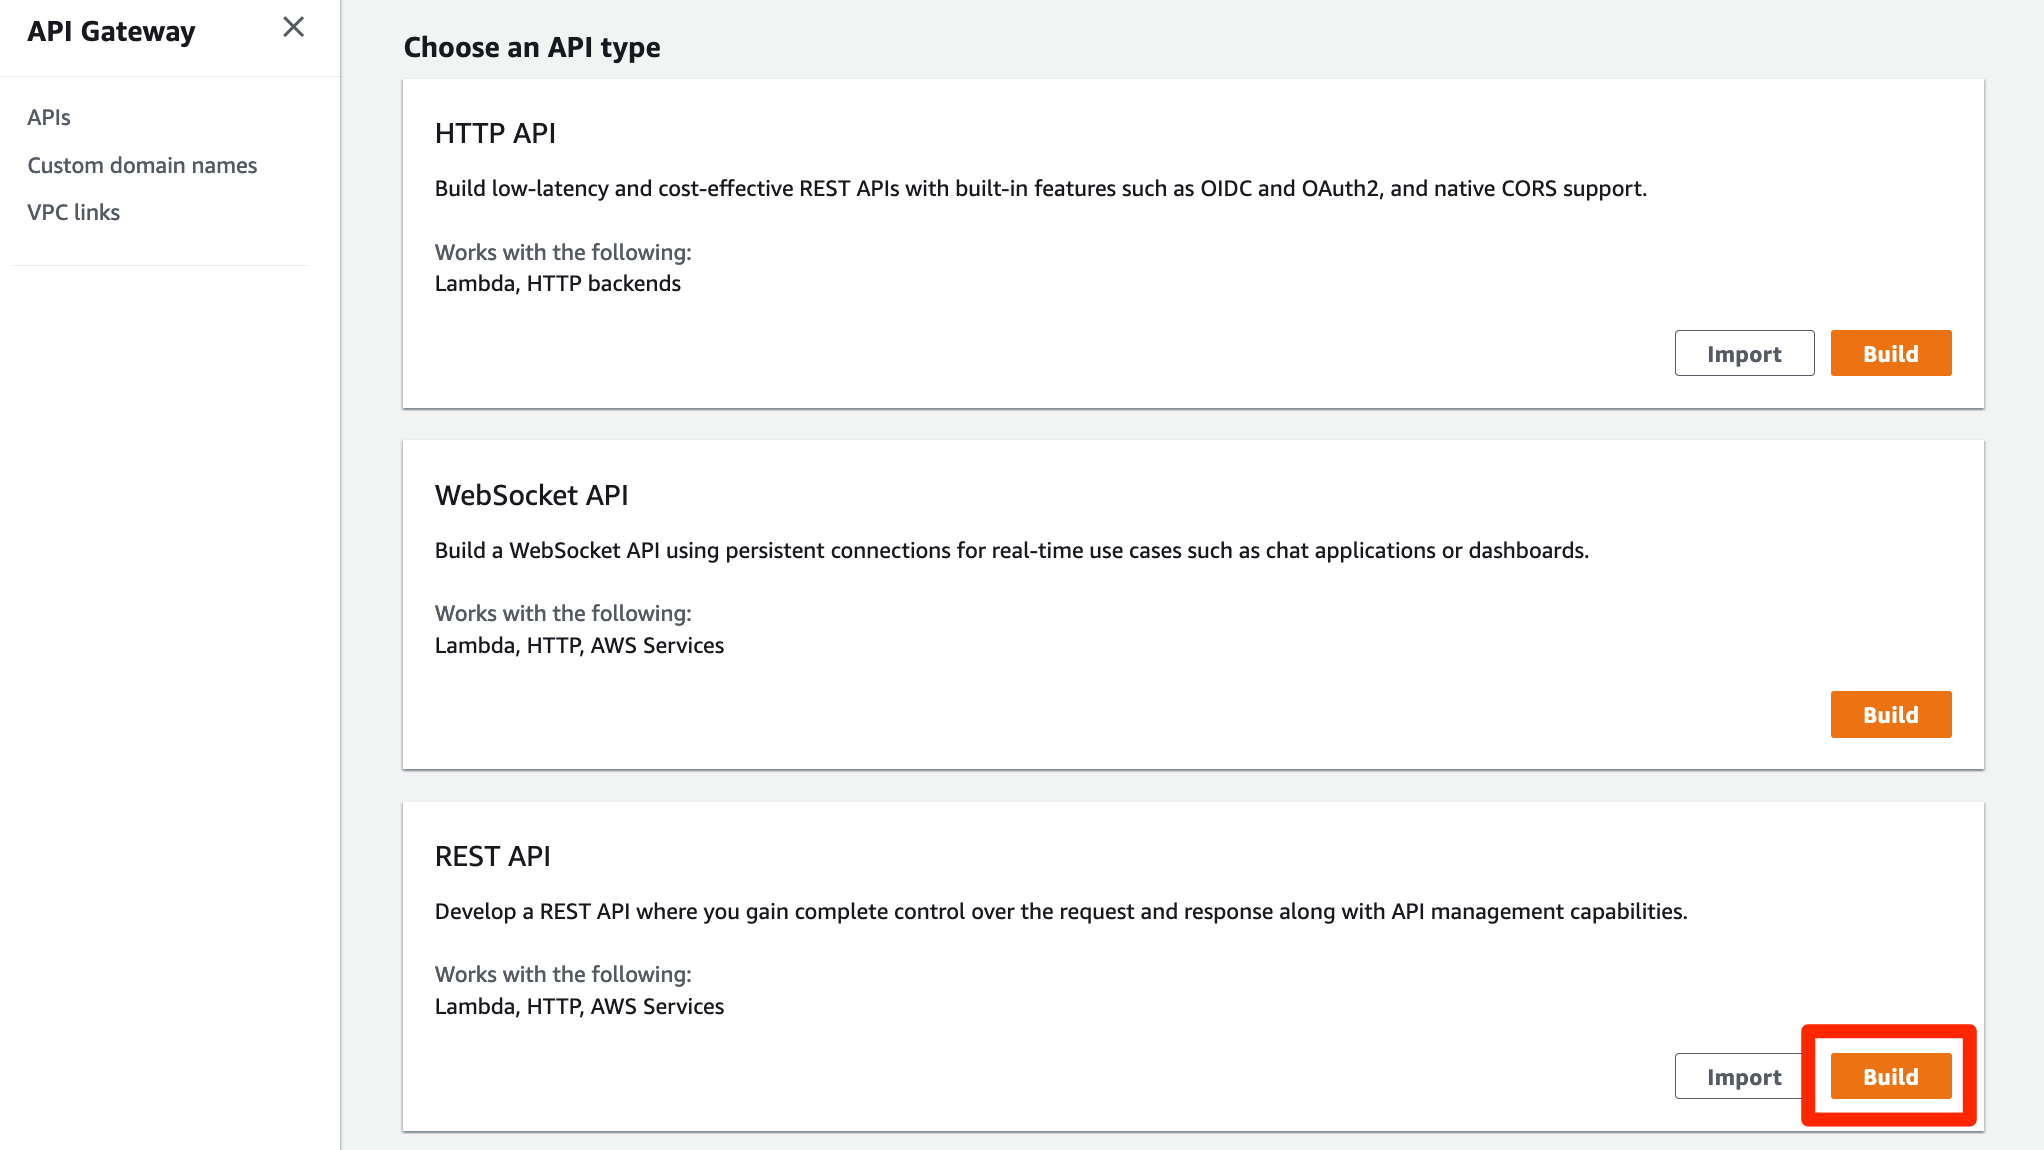 API Gateway
APIs
Custom domain names
VPC links
Choose an API type
HTTP API
Build low-latency and cost-effective REST APIs with built-in features such as OIDC and OAuth2, and native CORS support.
Works with the following:
Lambda, HTTP backends
Import
Build
WebSocket API
Build a WebSocket API using persistent connections for real-time use cases such as chat applications or dashboards.
Works with the following:
Lambda, HTTP, AWS Services
Build
REST API
Develop a REST API where you gain complete control over the request and response along with API management capabilities.
Works with the following:
Lambda, HTTP, AWS Services
Import
Build